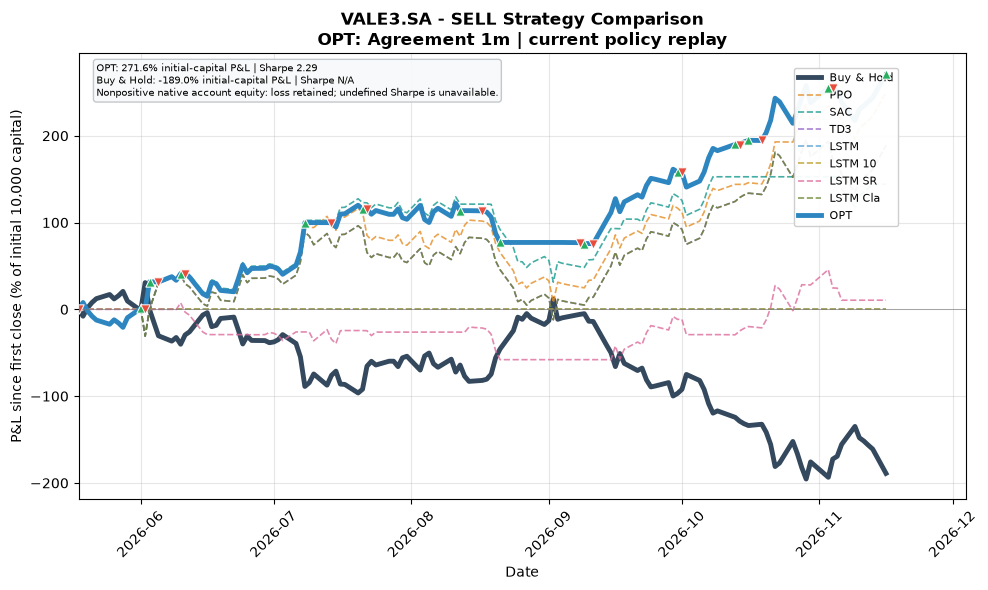 VALE3.SA - SELL Strategy Comparison
OPT: Agreement 1m | current policy replay
OPT: 271.6% initial-capital P&L | Sharpe 2.29
Buy & Hold: -189.0% initial-capital P&L | Sharpe N/A
Nonpositive native account equity: loss retained; undefined Sharpe is unavailable.
Buy & Hold
PPO
SAC
TD3
LSTM
LSTM 10
LSTM SR
LSTM Cla
OPT
P&L since first close (% of initial 10,000 capital)
200
100
0
−100
−200
2026-06
2026-07
2026-08
2026-09
2026-10
2026-11
2026-12
Date